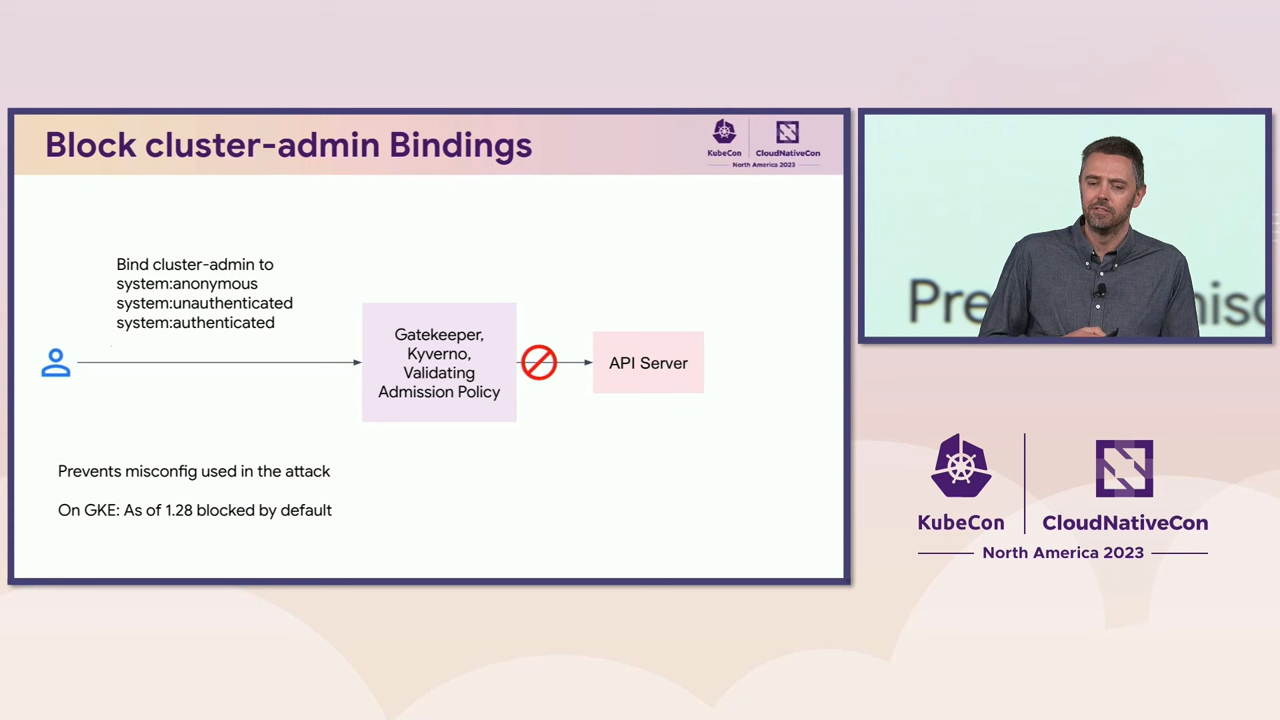 Block cluster-admin Bindings
KubeCon
CloudNativeCon
North America 2023
Bind cluster-admin to
system:anonymous
system:unauthenticated
system:authenticated
Gatekeeper,
Kyverno,
Validating
Admission Policy
API Server
Prevents misconfig used in the attack
On GKE: As of 1.28 blocked by default
Pre
KubeCon
CloudNativeCon
North America 2023